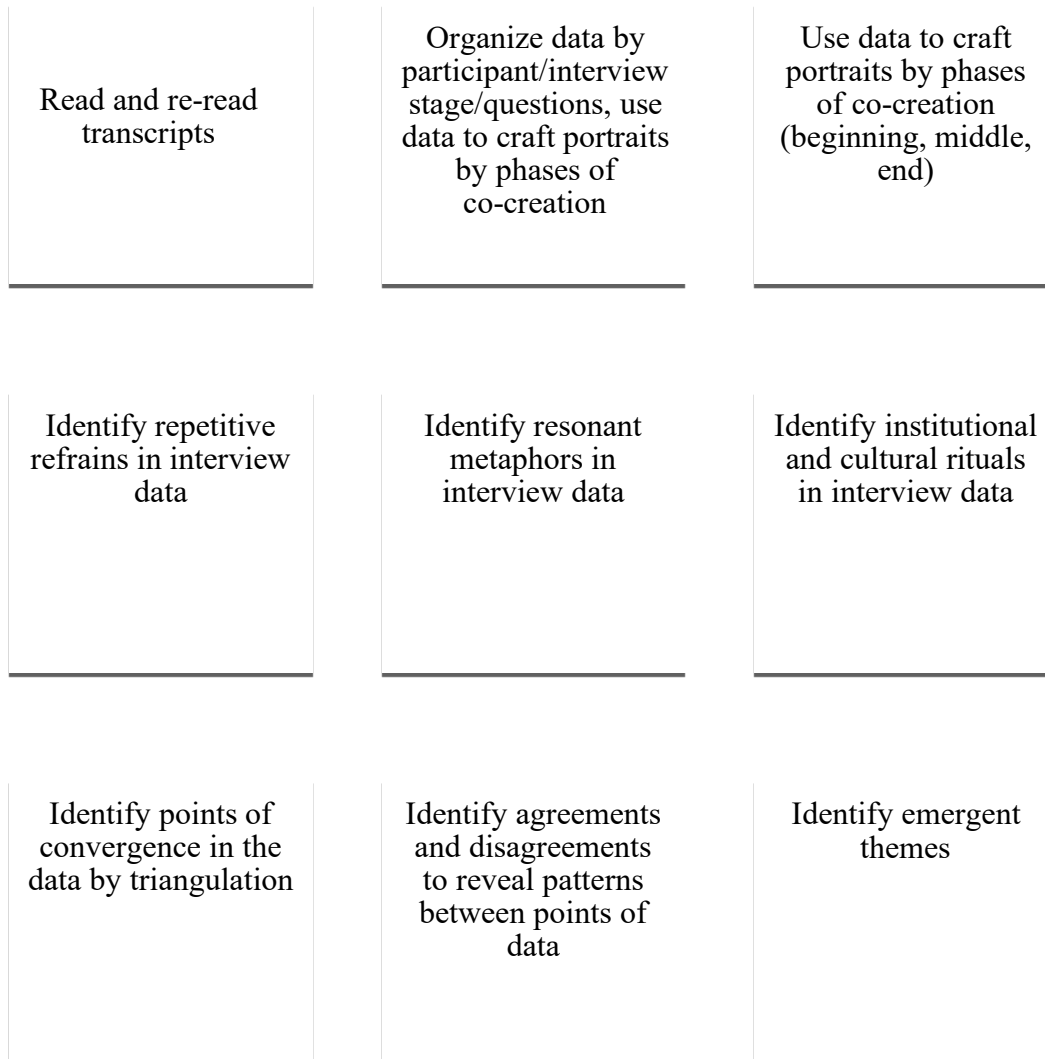 Read and re-read
transcripts
Organize data by
participant/interview
stage/questions, use
data to craft portraits
by phases of
co-creation
Use data to craft
portraits by phases
of co-creation
(beginning, middle,
end)
Identify repetitive
refrains in interview
data
Identify resonant
metaphors in
interview data
Identify institutional
and cultural rituals
in interview data
Identify points of
convergence in the
data by triangulation
Identify agreements
and disagreements
to reveal patterns
between points of
data
Identify emergent
themes